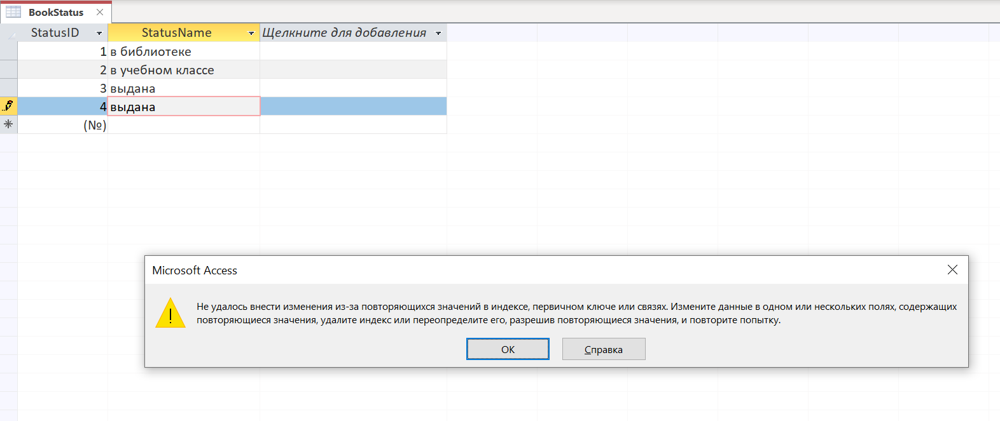 BookStatus
StatusID StatusName Щелкните для добавления
1 в библиотеке
2 в учебном классе
3 выдана
4 выдана
(№)
Microsoft Access
Не удалось внести изменения из-за повторяющихся значений в индексе, первичном ключе или связях. Измените данные в одном или нескольких полях, содержащих
повторяющиеся значения, удалите индекс или переопределите его, разрешив повторяющиеся значения, и повторите попытку.
ОК Справка